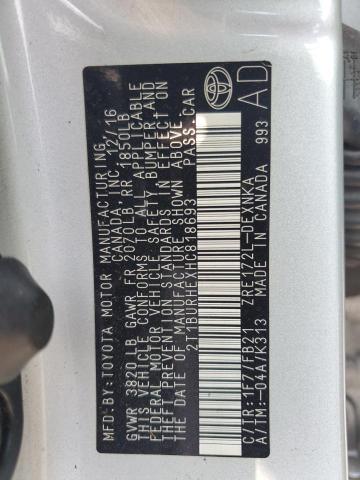 MFD.BY:TOYOTA MOTOR MANUFACTURING
CANADA, INC. 12/16
GVWR 3820 LB GAWR FR 2070 LB, RR 1850LB
THIS VEHICLE CONFORMS TO ALL APPLICABLE
FEDERAL MOTOR VEHICLE SAFETY, BUMPER, AND
THEFT PREVENTION STANDARDS IN EFFECT ON
THE DATE OF MANUFACTURE SHOWN ABOVE.
2T1BURHEXHC818693 PASS.CAR
C/TR:1F7/FB21 ZRE172L-DEXNKA
A/TM:-04A/K313 MADE IN CANADA 993
AD